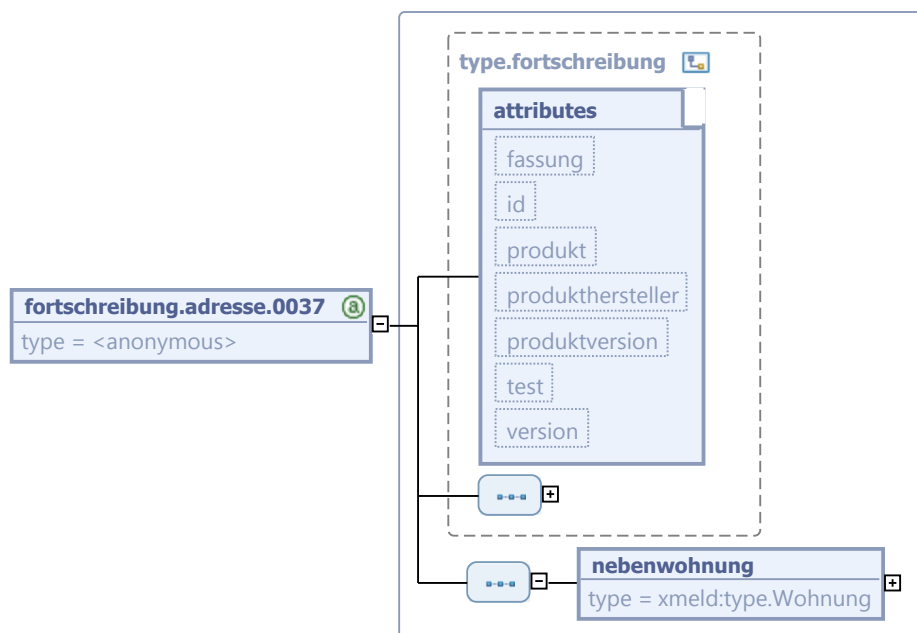 type.fortschreibung
attributes
fassung
id
produkt
produkthersteller
produktversion
test
version
fortschreibung.adresse.0037 a
type = <anonymous>
nebenwohnung
type = xmeld:type.Wohnung